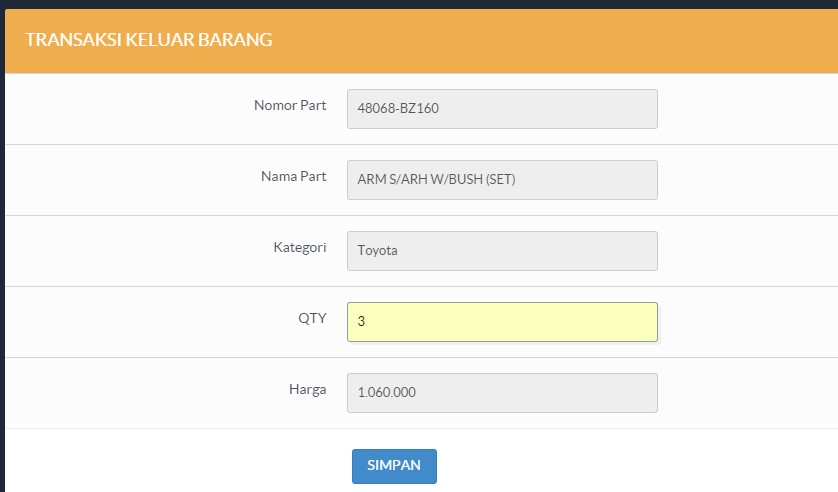 TRANSAKSI KELUAR BARANG
Nomor Part 48068-BZ160
Nama Part ARM S/ARH W/BUSH (SET)
Kategori Toyota
QTY 3
Harga 1.060.000
SIMPAN